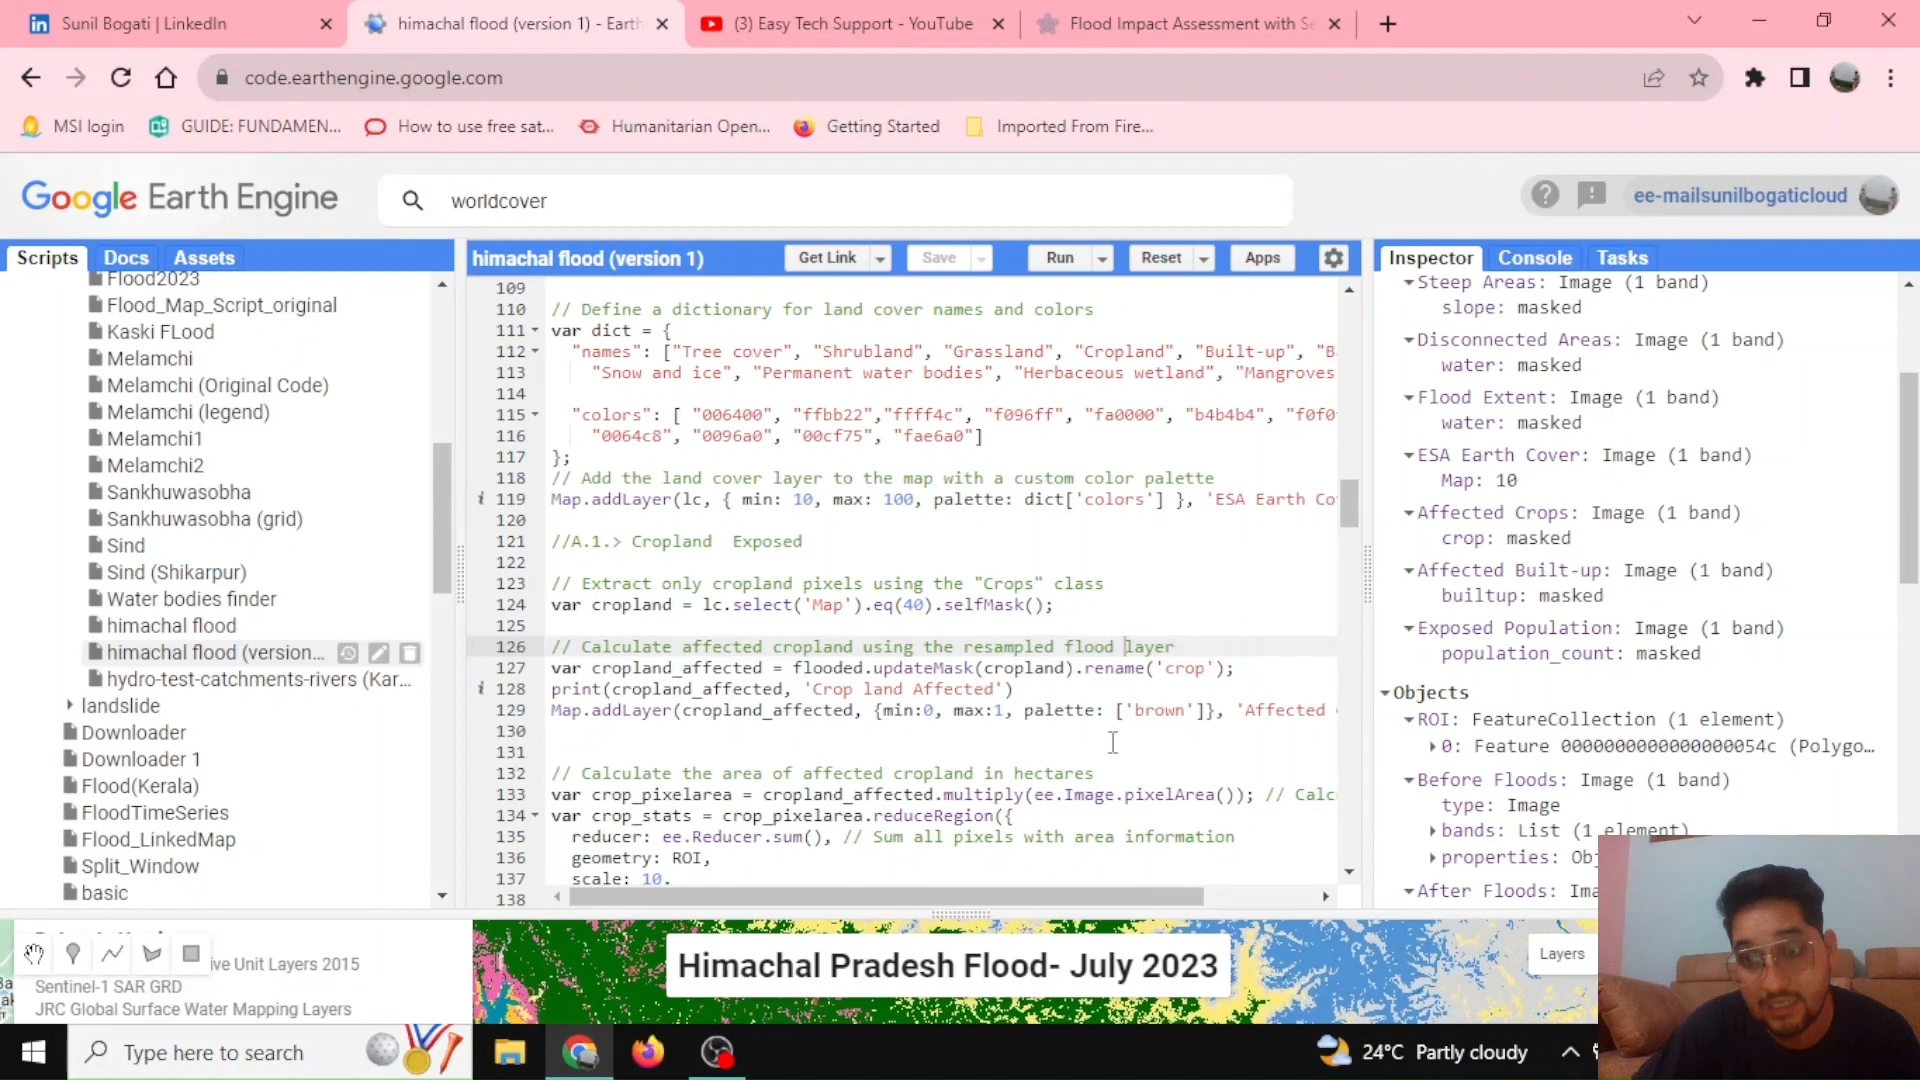 Sunil Bogati | LinkedIn
himachal flood (version 1) - Earth
(3) Easy Tech Support - YouTube
Flood Impact Assessment with Se
code.earthengine.google.com
MSI login
GUIDE: FUNDAMEN...
How to use free sat...
Humanitarian Open...
Getting Started
Imported From Fire...
Google Earth Engine
worldcover
ee-mailsunilbogaticloud
Scripts
Docs
Assets
Flood2023
Flood_Map_Script_original
Kaski FLood
Melamchi
Melamchi (Original Code)
Melamchi (legend)
Melamchi1
Melamchi2
Sankhuwasobha
Sankhuwasobha (grid)
Sind
Sind (Shikarpur)
Water bodies finder
himachal flood
himachal flood (version...
hydro-test-catchments-rivers (Kar...
landslide
Downloader
Downloader 1
Flood(Kerala)
FloodTimeSeries
Flood_LinkedMap
Split_Window
basic
himachal flood (version 1)
Get Link
Save
Run
Reset
Apps
109
110 // Define a dictionary for land cover names and colors
111 var dict = {
112 "names": ["Tree cover", "Shrubland", "Grassland", "Cropland", "Built-up", "B
113 "Snow and ice", "Permanent water bodies", "Herbaceous wetland", "Mangroves
114
115 "colors": [ "006400", "ffbb22","ffff4c", "f096ff", "fa0000", "b4b4b4", "f0f0
116 "0064c8", "0096a0", "00cf75", "fae6a0"]
117 };
118 // Add the land cover layer to the map with a custom color palette
119 Map.addLayer(lc, { min: 10, max: 100, palette: dict['colors'] }, 'ESA Earth Co
120
121 //A.1.> Cropland  Exposed
122
123 // Extract only cropland pixels using the "Crops" class
124 var cropland = lc.select('Map').eq(40).selfMask();
125
126 // Calculate affected cropland using the resampled flood layer
127 var cropland_affected = flooded.updateMask(cropland).rename('crop');
128 print(cropland_affected, 'Crop land Affected')
129 Map.addLayer(cropland_affected, {min:0, max:1, palette: ['brown']}, 'Affected
130
131
132 // Calculate the area of affected cropland in hectares
133 var crop_pixelarea = cropland_affected.multiply(ee.Image.pixelArea()); // Calc
134 var crop_stats = crop_pixelarea.reduceRegion({
135 reducer: ee.Reducer.sum(), // Sum all pixels with area information
136 geometry: ROI,
137 scale: 10,
138
Inspector
Console
Tasks
Steep Areas: Image (1 band)
slope: masked
Disconnected Areas: Image (1 band)
water: masked
Flood Extent: Image (1 band)
water: masked
ESA Earth Cover: Image (1 band)
Map: 10
Affected Crops: Image (1 band)
crop: masked
Affected Built-up: Image (1 band)
builtup: masked
Exposed Population: Image (1 band)
population_count: masked
Objects
ROI: FeatureCollection (1 element)
0: Feature 0000000000000000054c (Polygo...
Before Floods: Image (1 band)
type: Image
bands: List (1 element)
properties: Obj
After Floods: Ima
ive Unit Layers 2015
Sentinel-1 SAR GRD
JRC Global Surface Water Mapping Layers
Himachal Pradesh Flood- July 2023
Layers
Type here to search
24°C Partly cloudy